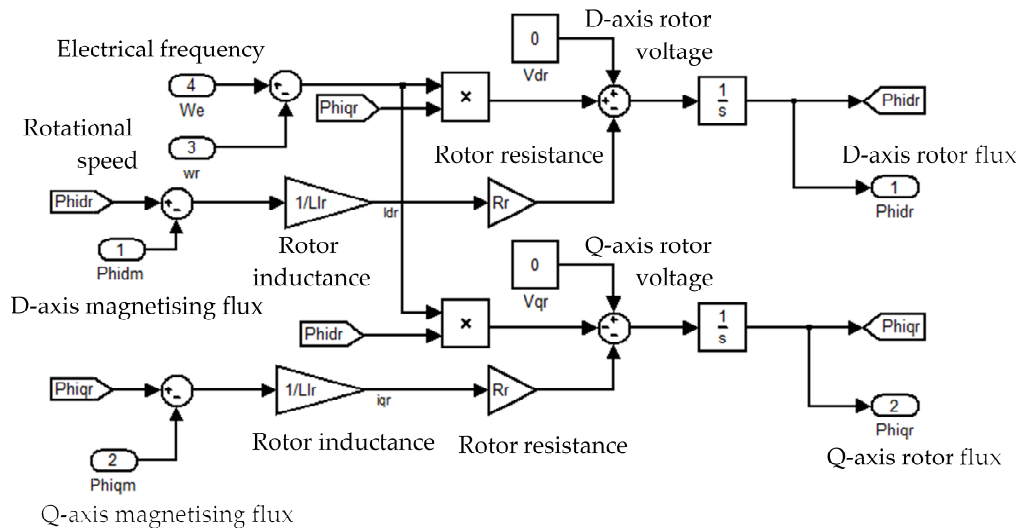 D-axis rotor
voltage
0
Vdr
Electrical frequency
4
We
Phiqr
×
1
s
Phidr
Rotational
speed
3
wr
Rotor resistance
D-axis rotor flux
Phidr
1/Llr
Idr
Rr
1
Phidr
1
Phidm
Rotor
inductance
D-axis magnetising flux
Q-axis rotor
voltage
0
Vqr
Phidr
×
1
s
Phiqr
Phiqr
1/Llr
iqr
Rr
2
Phiqr
Rotor inductance
Rotor resistance
Q-axis rotor flux
2
Phiqm
Q-axis magnetising flux